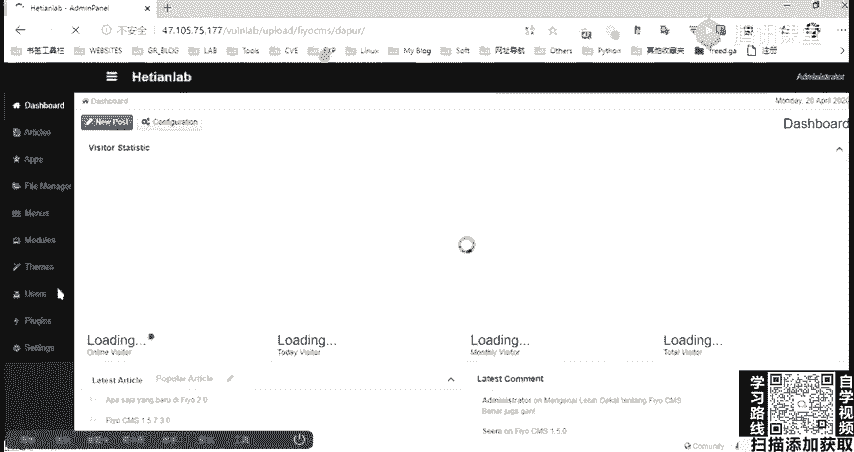 Hetianlab - AdminPanel
不安全
47.105.75.177/vulnlab/upload/fiyocms/dapur/
书签工具栏
WEBSITES
GR_BLOG
LAB
Tools
CVE
Linux
My Blog
Soft
网址导航
Others
Python
其他收藏夹
freed.ga
注册
Hetianlab
Administrator
Dashboard
Articles
Apps
File Manager
Menus
Modules
Themes
Users
Plugins
Settings
Dashboard
Monday, 20 April 2020
New Post
Configuration
Dashboard
Visitor Statistic
Loading...
Online Visitor
Loading...
Today Visitor
Loading...
Monthly Visitor
Loading...
Total Visitor
Latest Article
Popular Article
Apa saja yang baru di Fiyo 2.0
Fiyo CMS 1.5.7 3.0
Latest Comment
Administrator on Mengenal Lebih Dekat tentang Fiyo CMS
Benar juga gan!
Seera on Fiyo CMS 1.5.0
学习路线
自学视频
扫描添加获取